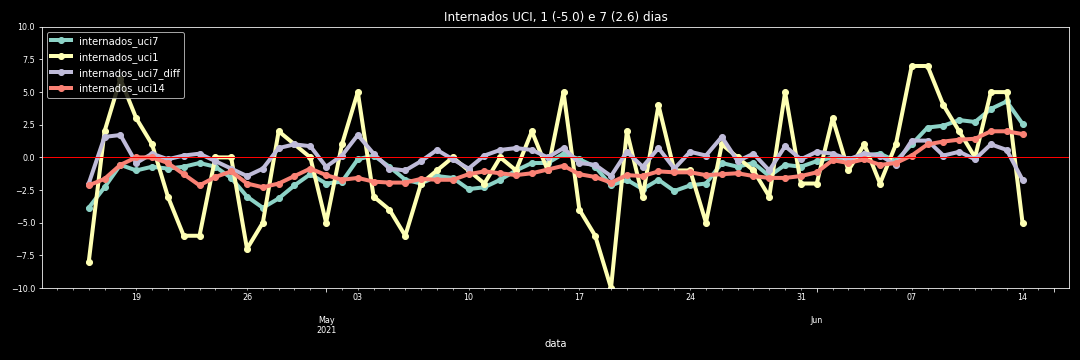 Internados UCI, 1 (-5.0) e 7 (2.6) dias
10.0
7.5
5.0
2.5
0.0
−2.5
−5.0
−7.5
−10.0
internados_uci7
internados_uci1
internados_uci7_diff
internados_uci14
19 26 03 10 17 24 31 07 14
May Jun
2021
data